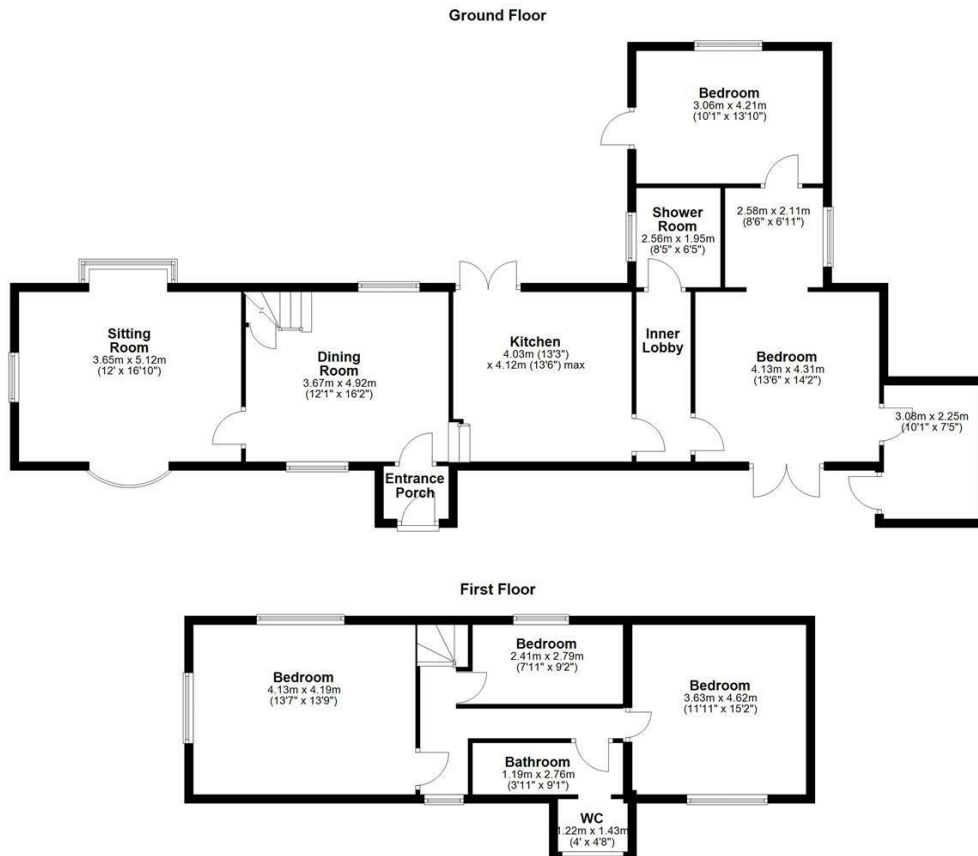 Ground Floor
Bedroom
3.06m x 4.21m
(10'1" x 13'10")
Shower
Room
2.56m x 1.95m
(8'5" x 6'5")
2.58m x 2.11m
(8'6" x 6'11")
Sitting
Room
3.65m x 5.12m
(12' x 16'10")
Dining
Room
3.67m x 4.92m
(12'1" x 16'2")
Kitchen
4.03m (13'3")
x 4.12m (13'6") max
Inner
Lobby
Bedroom
4.13m x 4.31m
(13'6" x 14'2")
3.08m x 2.25m
(10'1" x 7'5")
Entrance
Porch
First Floor
Bedroom
4.13m x 4.19m
(13'7" x 13'9")
Bedroom
2.41m x 2.79m
(7'11" x 9'2")
Bedroom
3.63m x 4.62m
(11'11" x 15'2")
Bathroom
1.19m x 2.76m
(3'11" x 9'1")
WC
1.22m x 1.43m
(4' x 4'8")